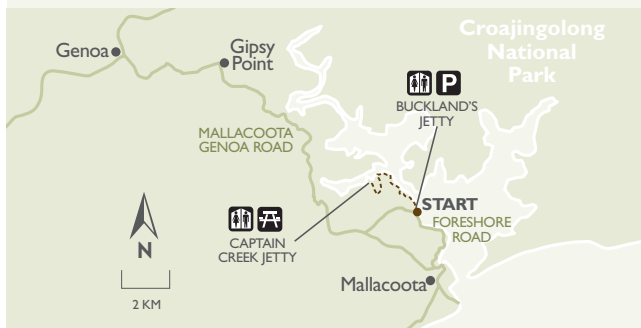 Croajingolong
National
Park
Genoa
Gipsy
Point
P
BUCKLAND'S
JETTY
MALLACOOTA
GENOA ROAD
START
FORESHORE
ROAD
CAPTAIN
CREEK JETTY
N
Mallacoota
2 KM